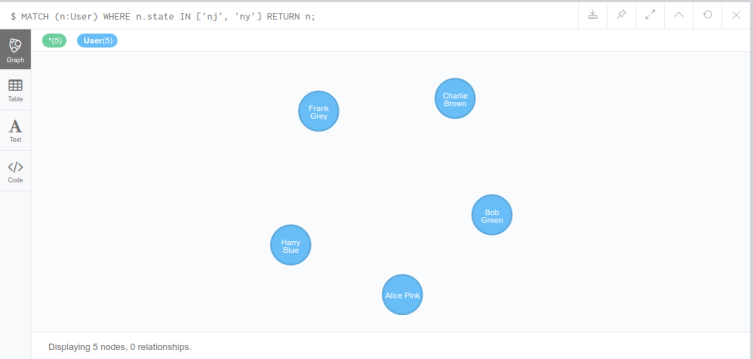 $ MATCH (n:User) WHERE n.state IN ['nj', 'ny'] RETURN n;
*(5) User(5)
Graph
Table
A
Text
</>
Code
Frank
Grey
Charlie
Brown
Bob
Green
Harry
Blue
Alice Pink
Displaying 5 nodes, 0 relationships.